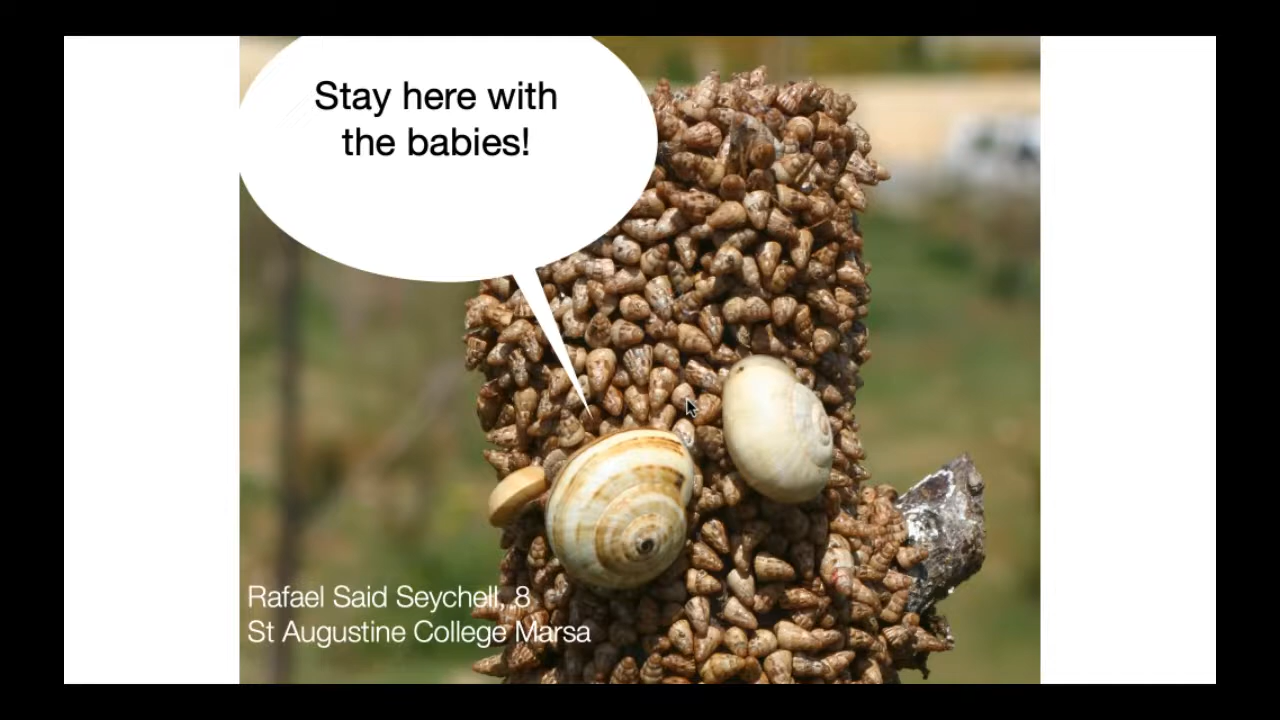 Stay here with
the babies!
Rafael Said Seychell, 8
St Augustine College Marsa